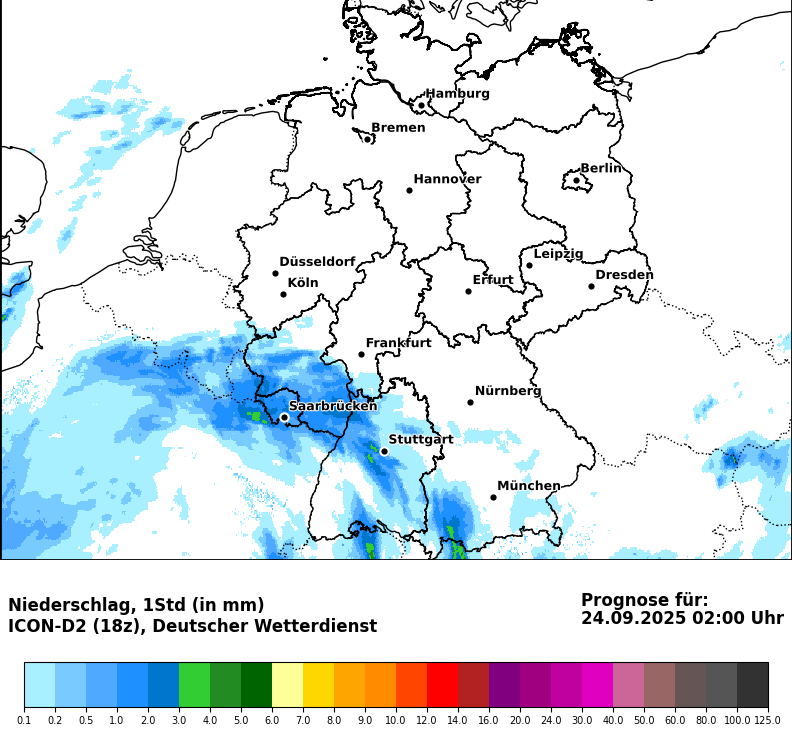 Hamburg
Bremen
Berlin
Hannover
Leipzig
Düsseldorf
Dresden
Köln
Erfurt
Frankfurt
Nürnberg
Saarbrücken
Stuttgart
München
Niederschlag, 1Std (in mm)
ICON-D2 (18z), Deutscher Wetterdienst
Prognose für:
24.09.2025 02:00 Uhr
0.1 0.2 0.5 1.0 2.0 3.0 4.0 5.0 6.0 7.0 8.0 9.0 10.0 12.0 14.0 16.0 20.0 24.0 30.0 40.0 50.0 60.0 80.0 100.0 125.0